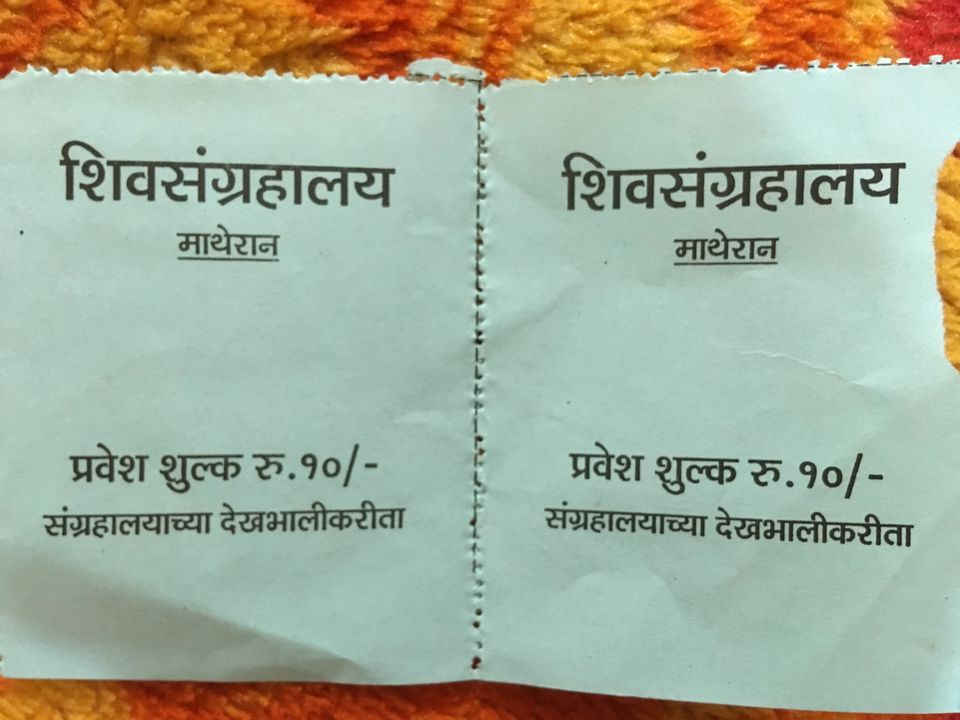 शिवसंग्रहालय
माथेरान
प्रवेश शुल्क रु.१०/-
संग्रहालयाच्या देखभालीकरीता
शिवसंग्रहालय
माथेरान
प्रवेश शुल्क रु.१०/-
संग्रहालयाच्या देखभालीकरीता